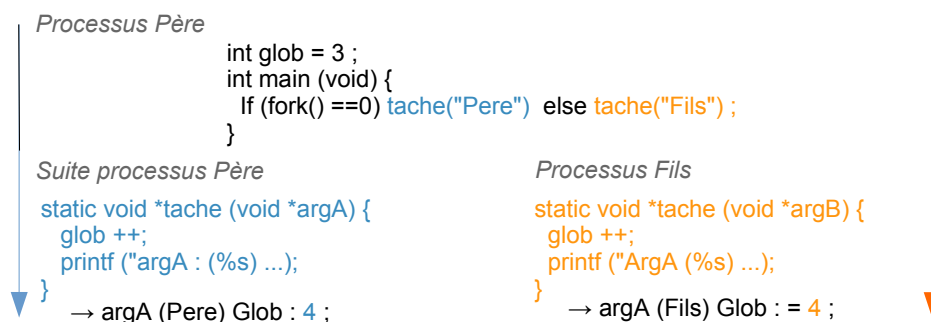 Processus Père
int glob = 3 ;
int main (void) {
If (fork() ==0) tache("Pere")  else tache("Fils") ;
}
Suite processus Père
static void *tache (void *argA) {
glob ++;
printf ("argA : (%s) ...);
}
→ argA (Pere) Glob : 4 ;
Processus Fils
static void *tache (void *argB) {
glob ++;
printf ("ArgA (%s) ...);
}
→ argA (Fils) Glob : = 4 ;